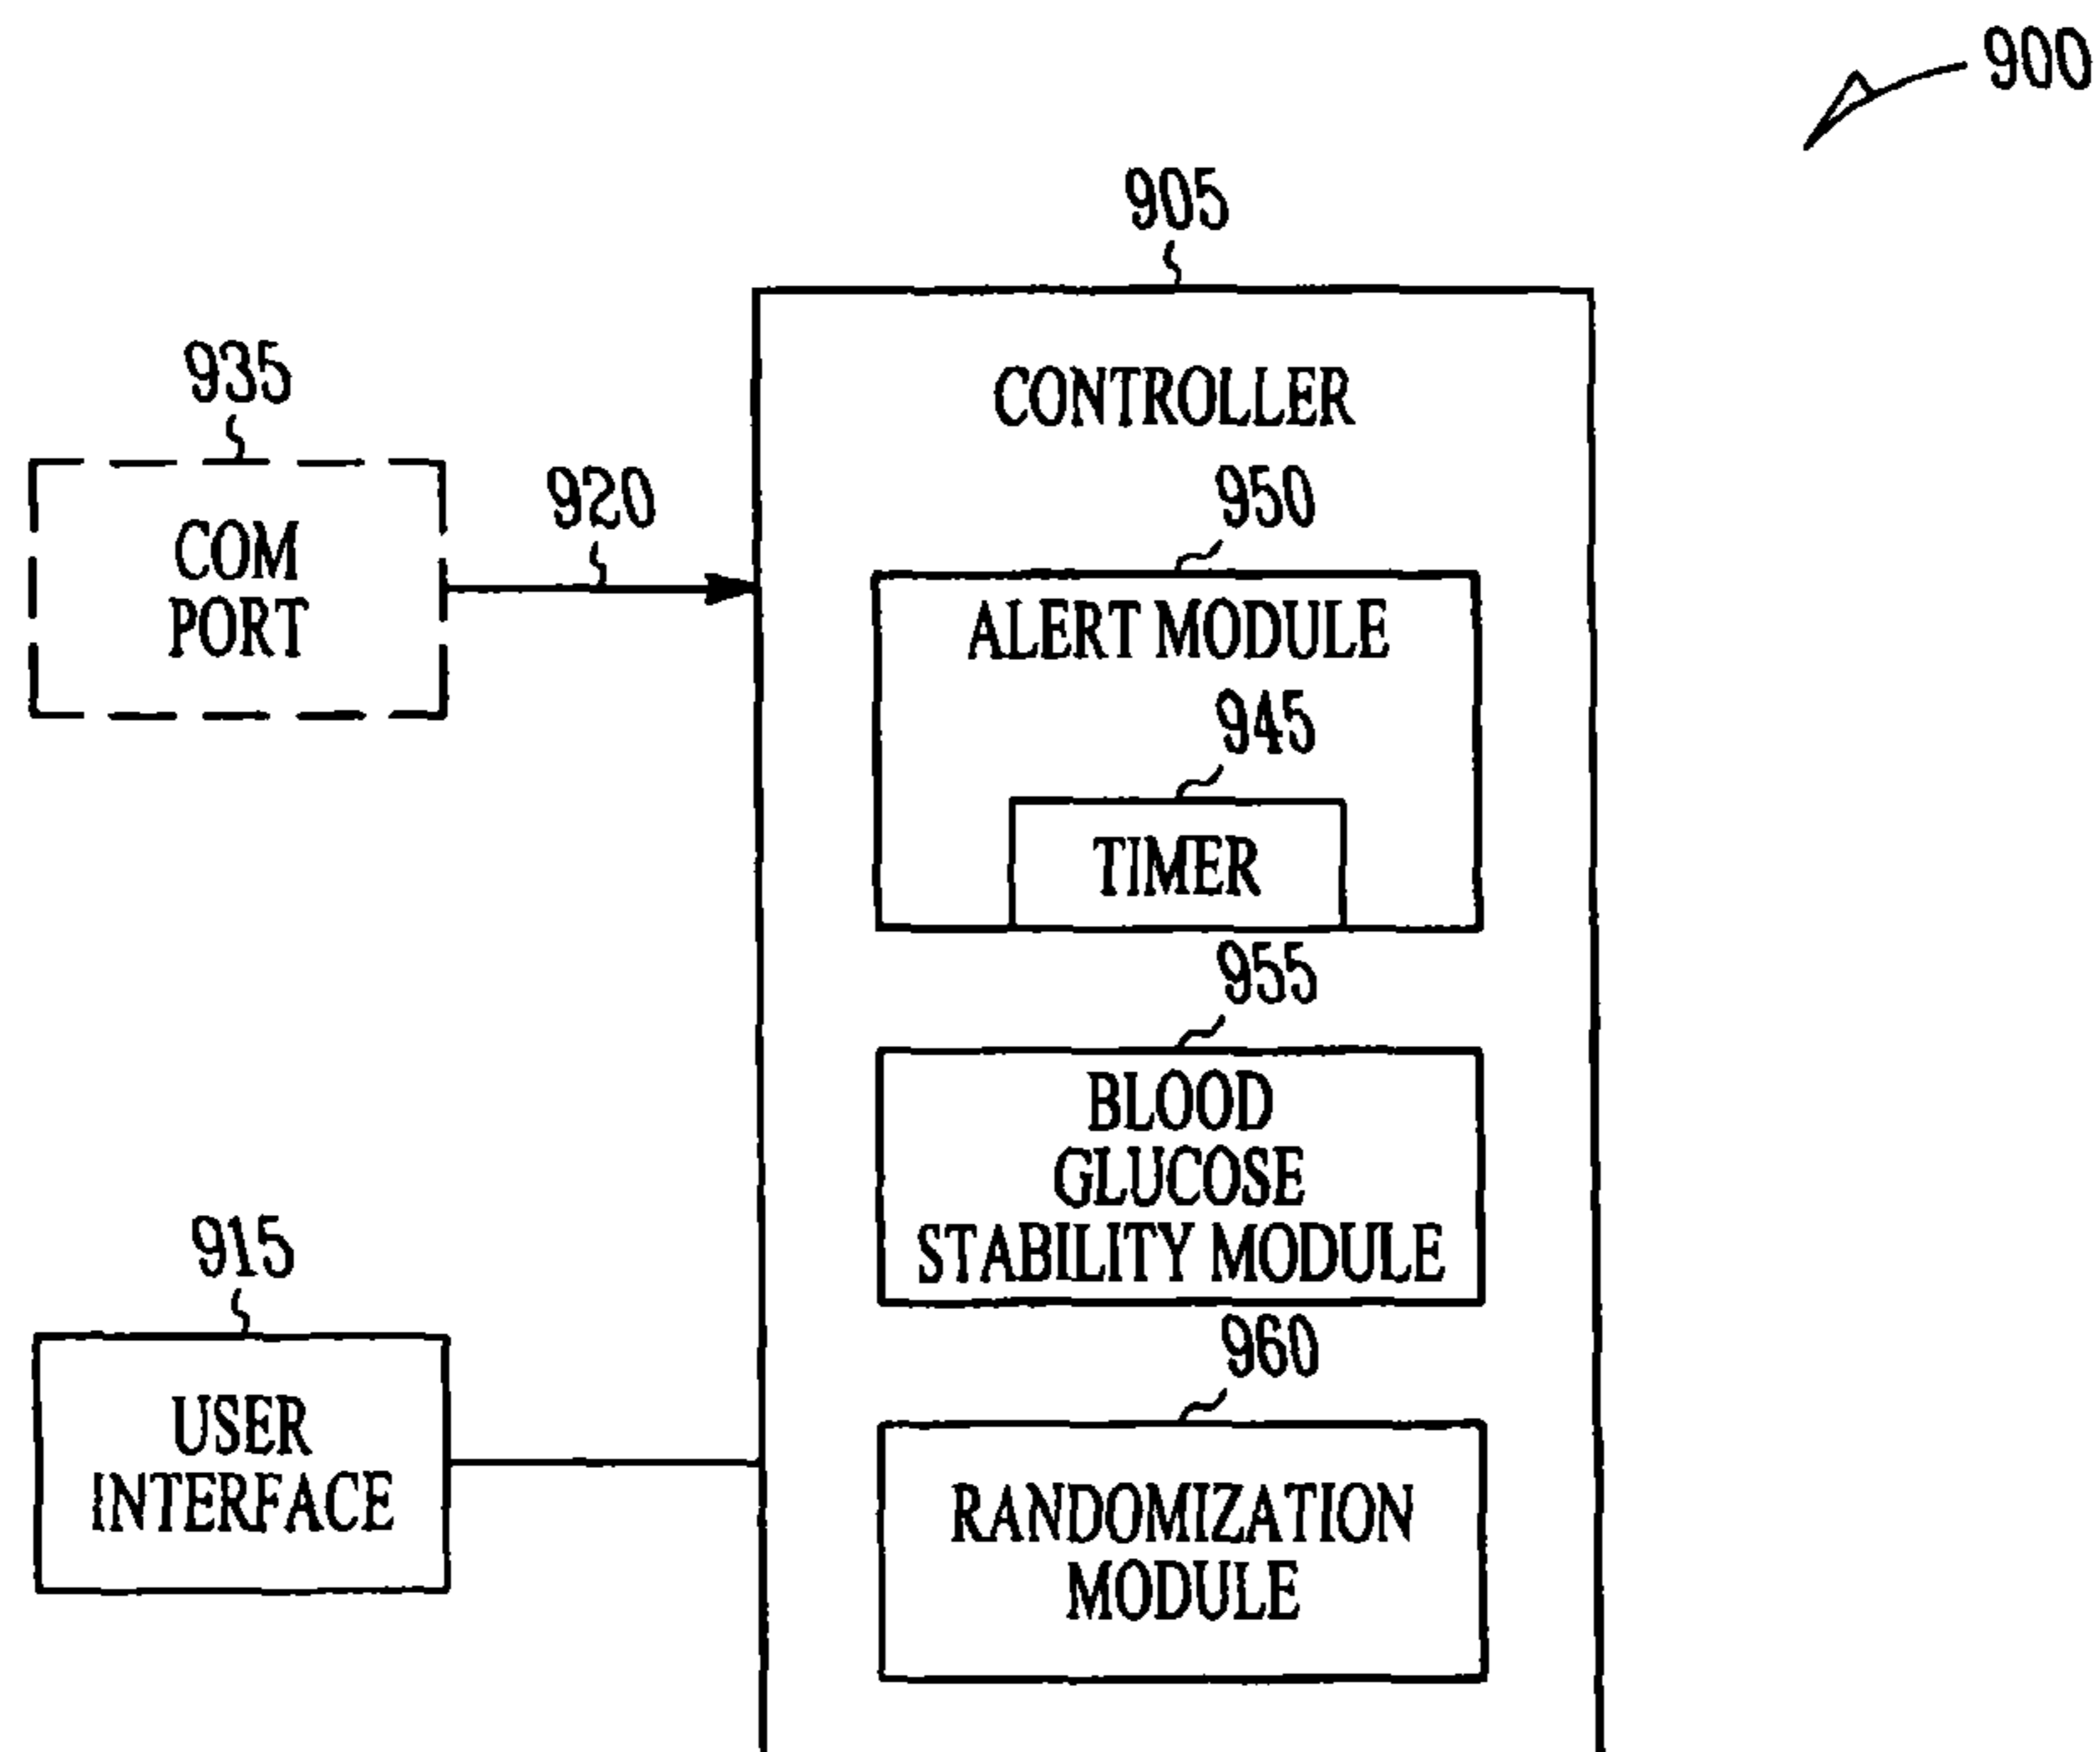 900
905
CONTROLLER
935
COM
PORT
920
950
ALERT MODULE
945
TIMER
955
BLOOD
GLUCOSE
STABILITY MODULE
915
USER
INTERFACE
960
RANDOMIZATION
MODULE